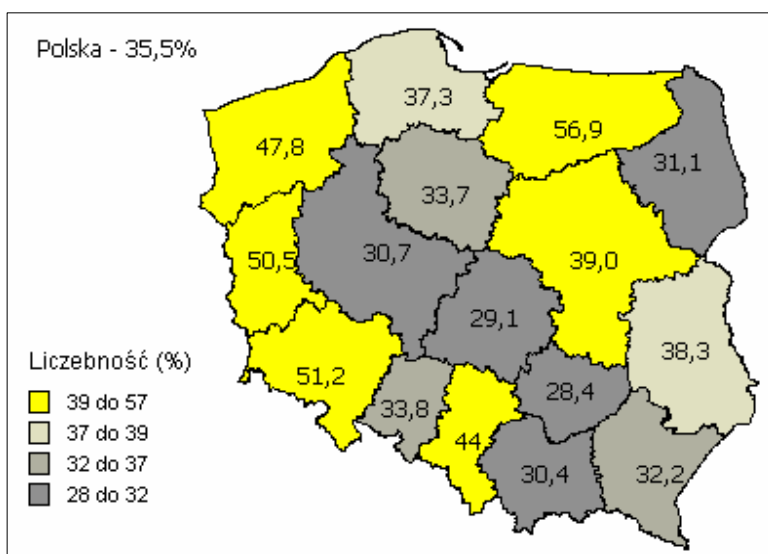 Polska - 35,5%
37,3
56,9
47,8
31,1
33,7
50,5
30,7
39,0
29,1
38,3
51,2
28,4
33,8
44
30,4
32,2
Liczebność (%)
39 do 57
37 do 39
32 do 37
28 do 32